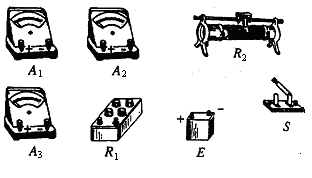 A1 A2 R2
+ -
A3 R1 E S